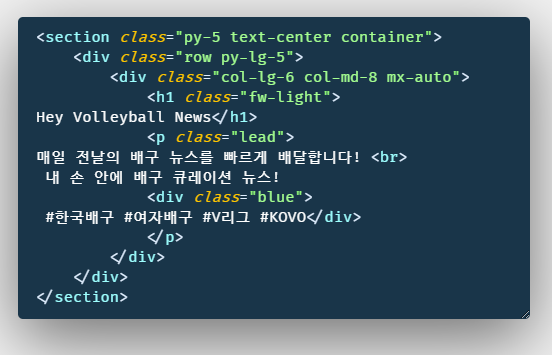 <section class="py-5 text-center container">
    <div class="row py-lg-5">
        <div class="col-lg-6 col-md-8 mx-auto">
            <h1 class="fw-light">
Hey Volleyball News</h1>
            <p class="lead">
매일 전날의 배구 뉴스를 빠르게 배달합니다! <br>
 내 손 안에 배구 큐레이션 뉴스!
            <div class="blue">
 #한국배구 #여자배구 #V리그 #KOVO</div>
            </p>
        </div>
    </div>
</section>